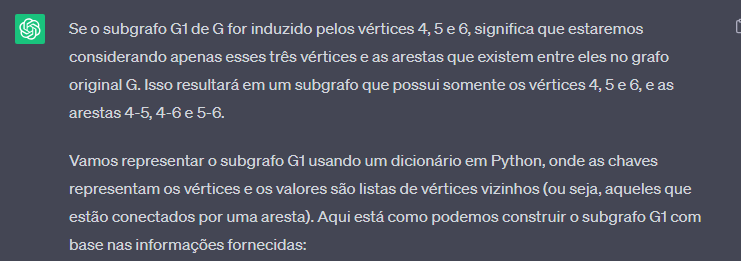 Se o subgrafo G1 de G for induzido pelos vértices 4, 5 e 6, significa que estaremos
considerando apenas esses três vértices e as arestas que existem entre eles no grafo
original G. Isso resultará em um subgrafo que possui somente os vértices 4, 5 e 6, e as
arestas 4-5, 4-6 e 5-6.
Vamos representar o subgrafo G1 usando um dicionário em Python, onde as chaves
representam os vértices e os valores são listas de vértices vizinhos (ou seja, aqueles que
estão conectados por uma aresta). Aqui está como podemos construir o subgrafo G1 com
base nas informações fornecidas: